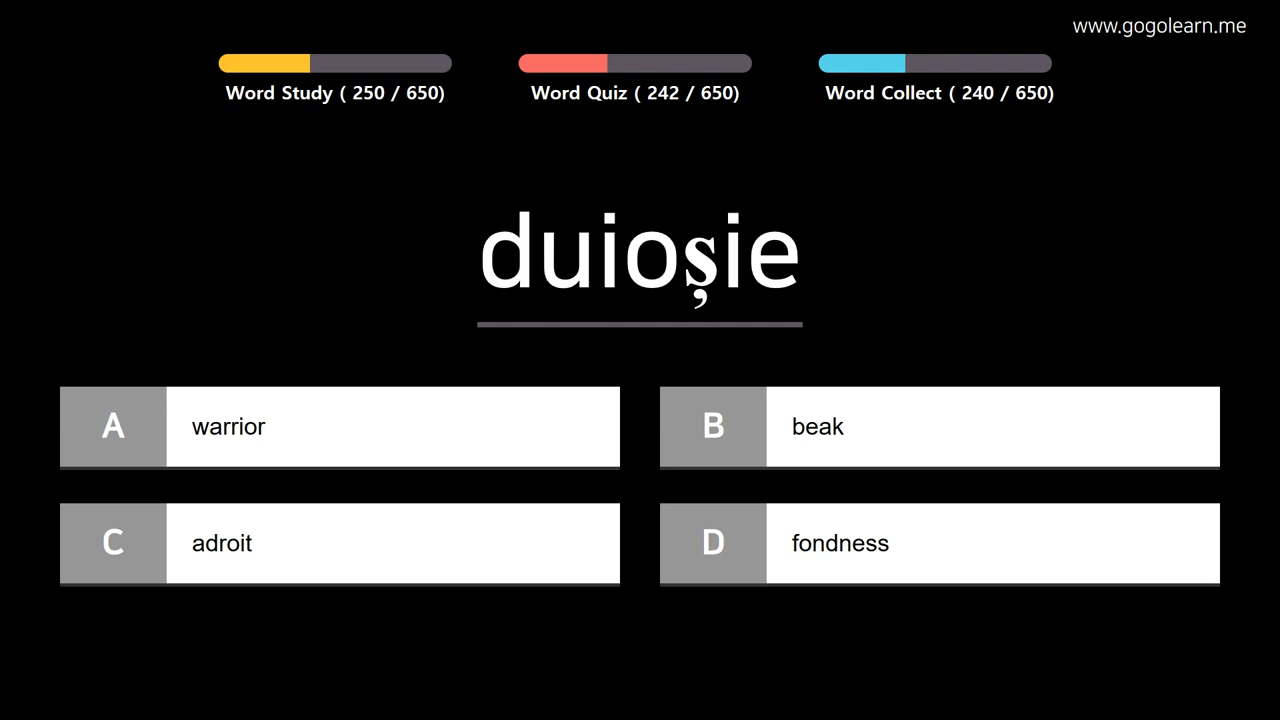 www.gogolearn.me
Word Study ( 250 / 650)
Word Quiz ( 242 / 650)
Word Collect ( 240 / 650)
duioșie
A warrior
B beak
C adroit
D fondness